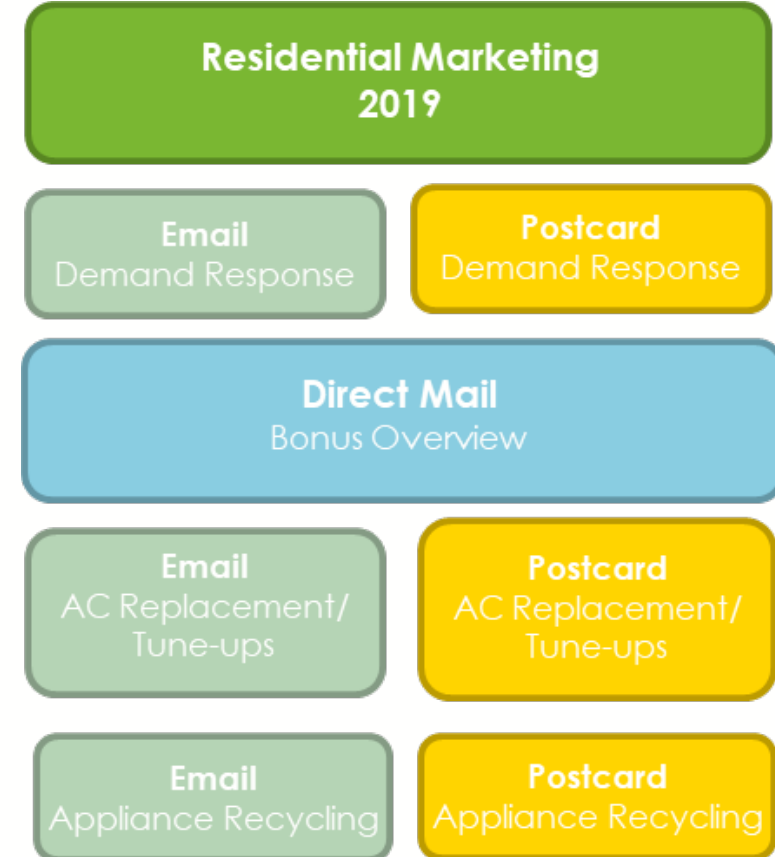 Residential Marketing
2019
Email
Demand Response
Postcard
Demand Response
Direct Mail
Bonus Overview
Email
AC Replacement/
Tune-ups
Postcard
AC Replacement/
Tune-ups
Email
Appliance Recycling
Postcard
Appliance Recycling